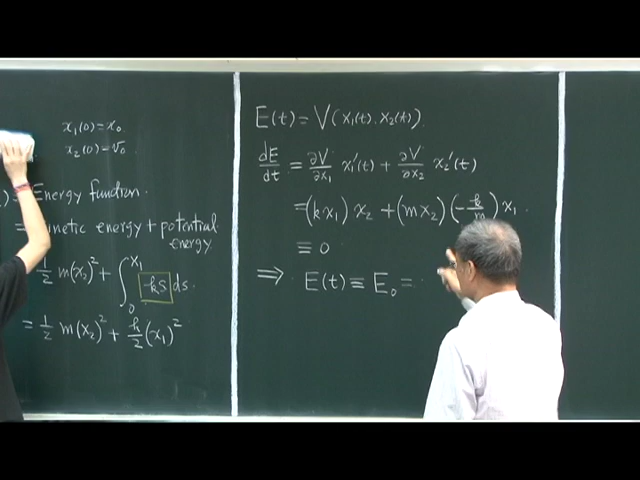 x₁(0)=x₀
x₂(0)=v₀
) = Energy function.
= kinetic energy + potential energy
½ m(x₂)² + ∫₀^{x₁} -ks ds.
= ½ m(x₂)² + k/2 (x₁)²
E(t) = V(x₁(t), x₂(t)).
dE/dt = ∂V/∂x₁ x₁'(t) + ∂V/∂x₂ x₂'(t)
= (kx₁) x₂ + (mx₂)(-k/m) x₁.
≡ 0
⟹ E(t) ≡ E₀ =